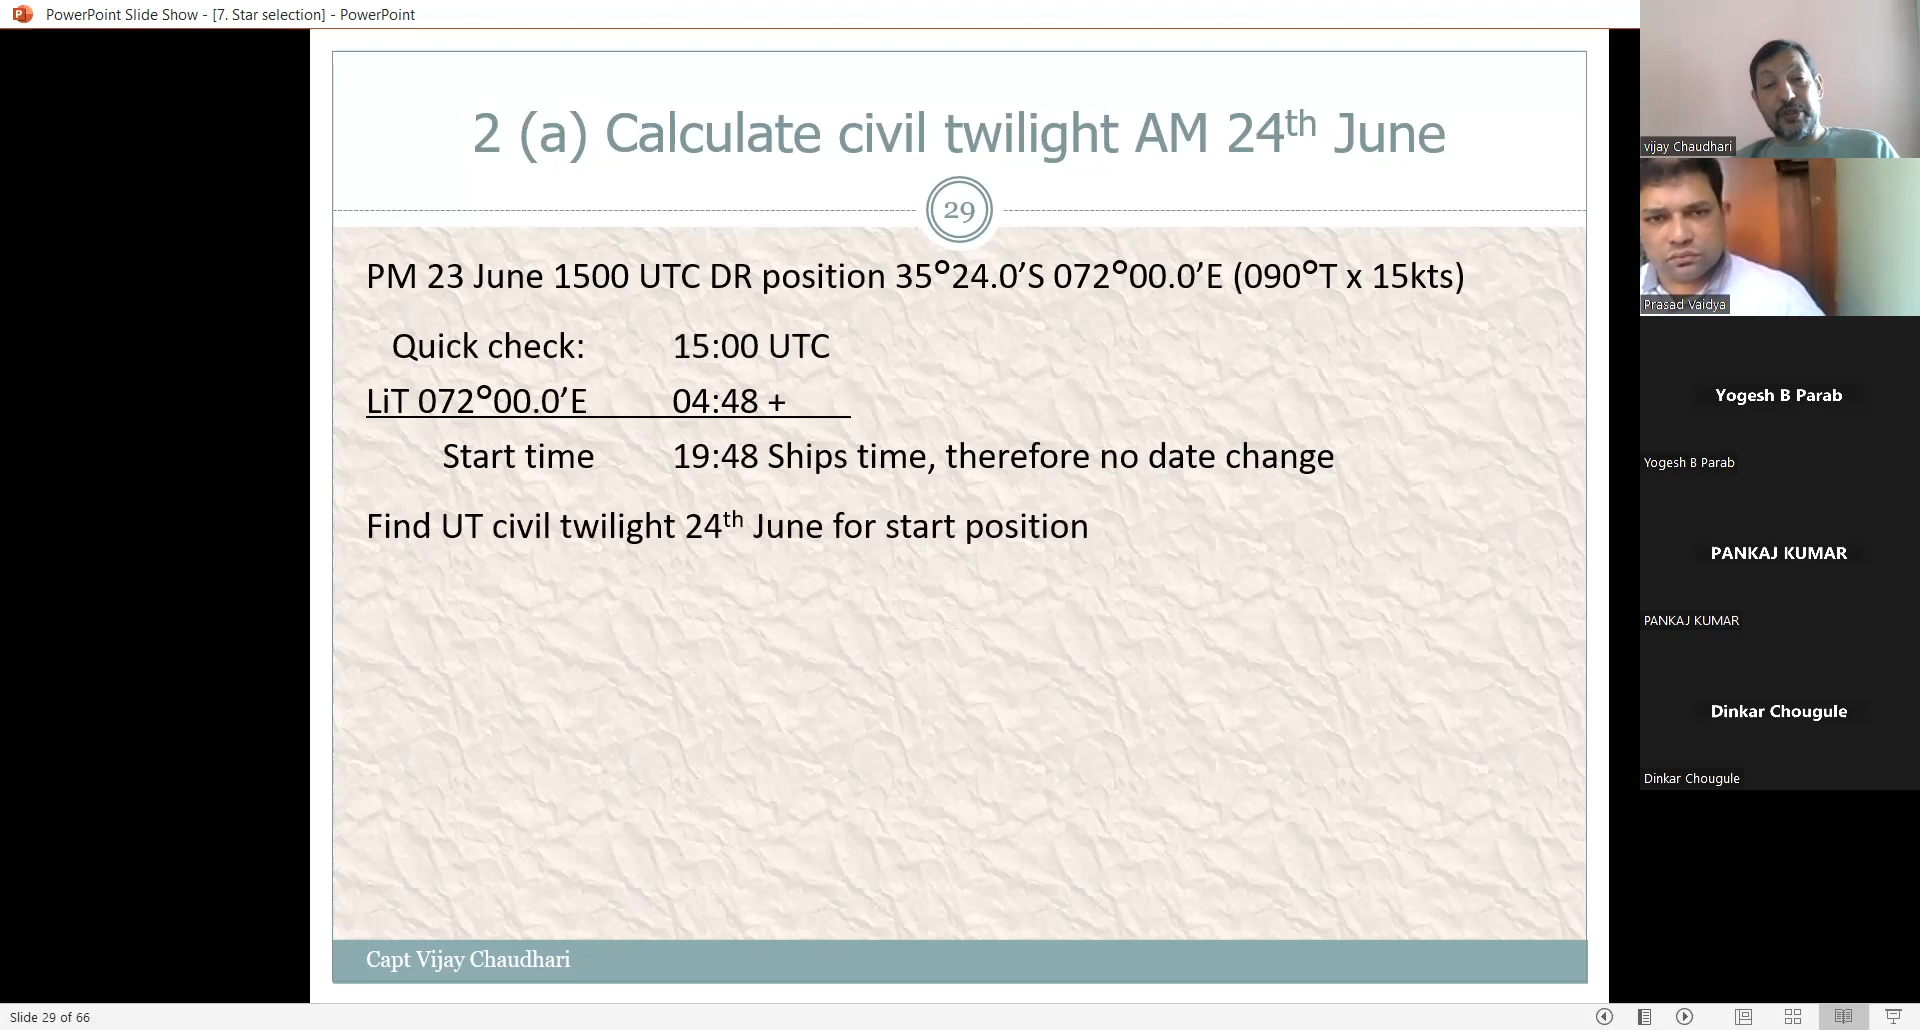 PowerPoint Slide Show - [7. Star selection] - PowerPoint
2 (a) Calculate civil twilight AM 24th June
29
PM 23 June 1500 UTC DR position 35°24.0’S 072°00.0’E (090°T x 15kts)
Quick check: 15:00 UTC
LiT 072°00.0’E 04:48 +
Start time 19:48 Ships time, therefore no date change
Find UT civil twilight 24th June for start position
Capt Vijay Chaudhari
Slide 29 of 66
vijay Chaudhari
Prasad Vaidya
Yogesh B Parab
Yogesh B Parab
PANKAJ KUMAR
PANKAJ KUMAR
Dinkar Chougule
Dinkar Chougule